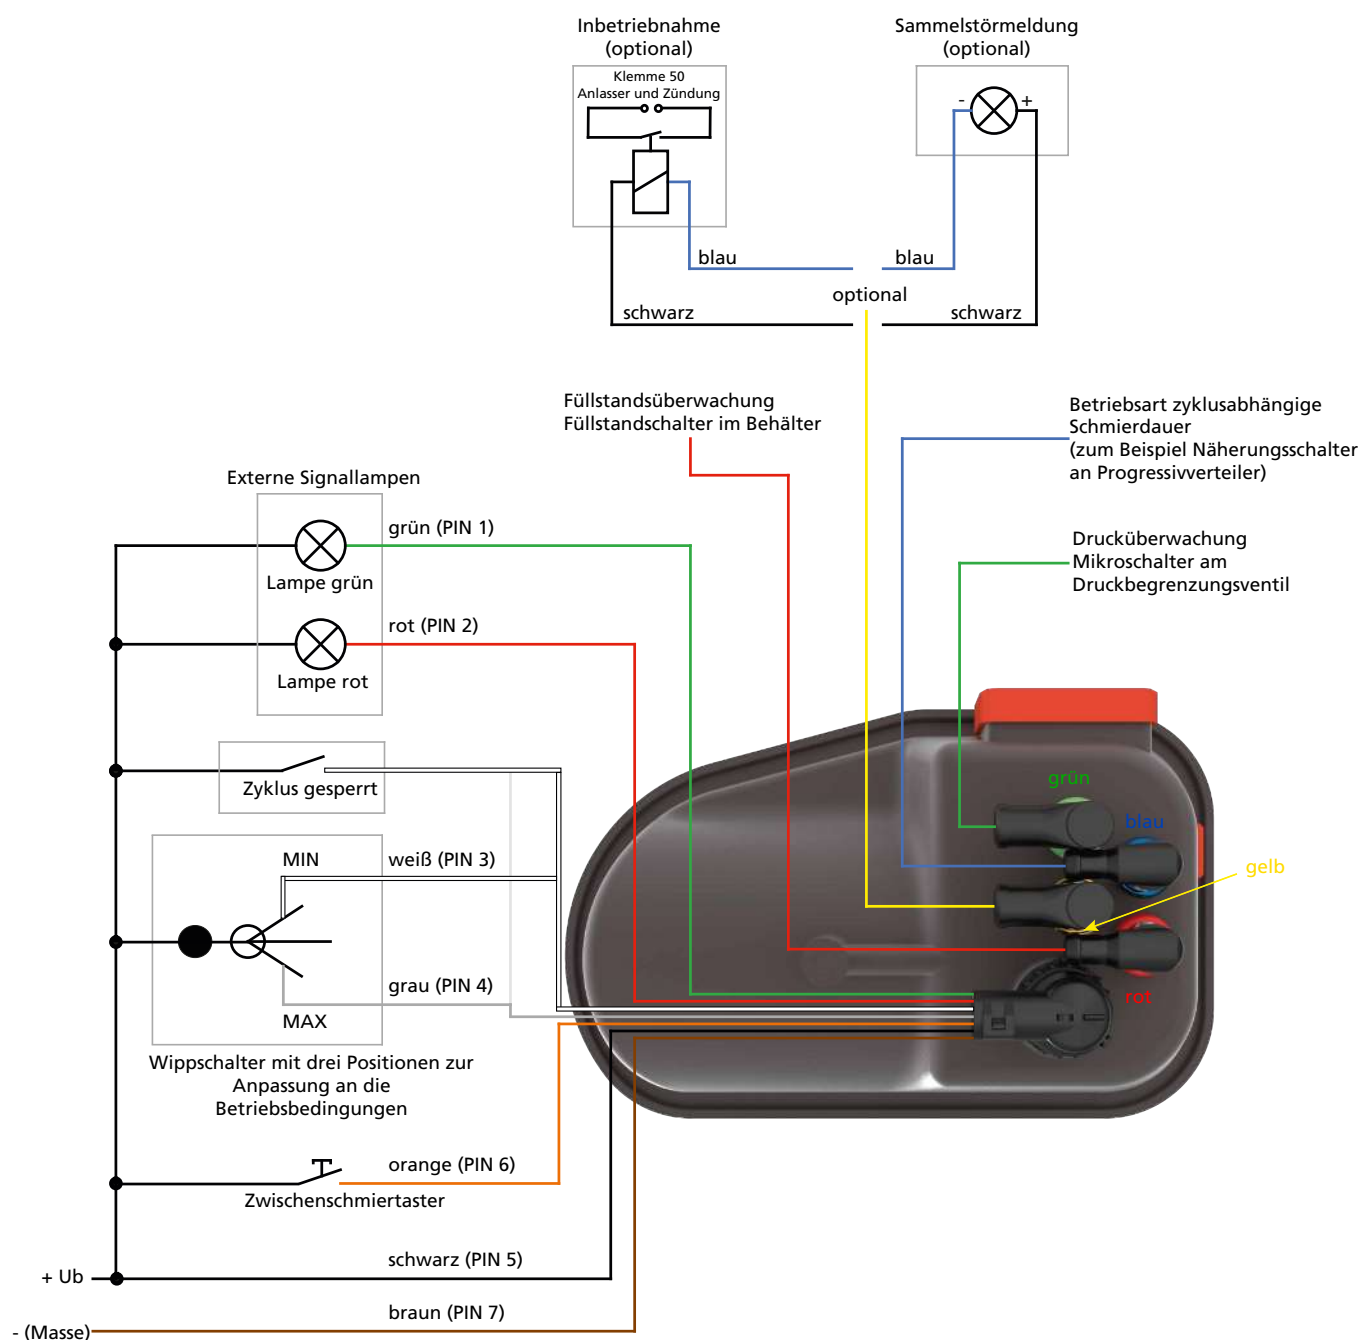 Inbetriebnahme
(optional)
Klemme 50
Anlasser und Zündung
Sammelstörmeldung
(optional)
- +
blau
blau
optional
schwarz
schwarz
Füllstandsüberwachung
Füllstandschalter im Behälter
Betriebsart zyklusabhängige
Schmierdauer
(zum Beispiel Näherungsschalter
an Progressivverteiler)
Externe Signallampen
grün (PIN 1)
Lampe grün
Drucküberwachung
Mikroschalter am
Druckbegrenzungsventil
rot (PIN 2)
Lampe rot
Zyklus gesperrt
grün
blau
gelb
rot
MIN
weiß (PIN 3)
grau (PIN 4)
MAX
Wippschalter mit drei Positionen zur
Anpassung an die
Betriebsbedingungen
orange (PIN 6)
Zwischenschmiertaster
schwarz (PIN 5)
+ Ub
braun (PIN 7)
- (Masse)